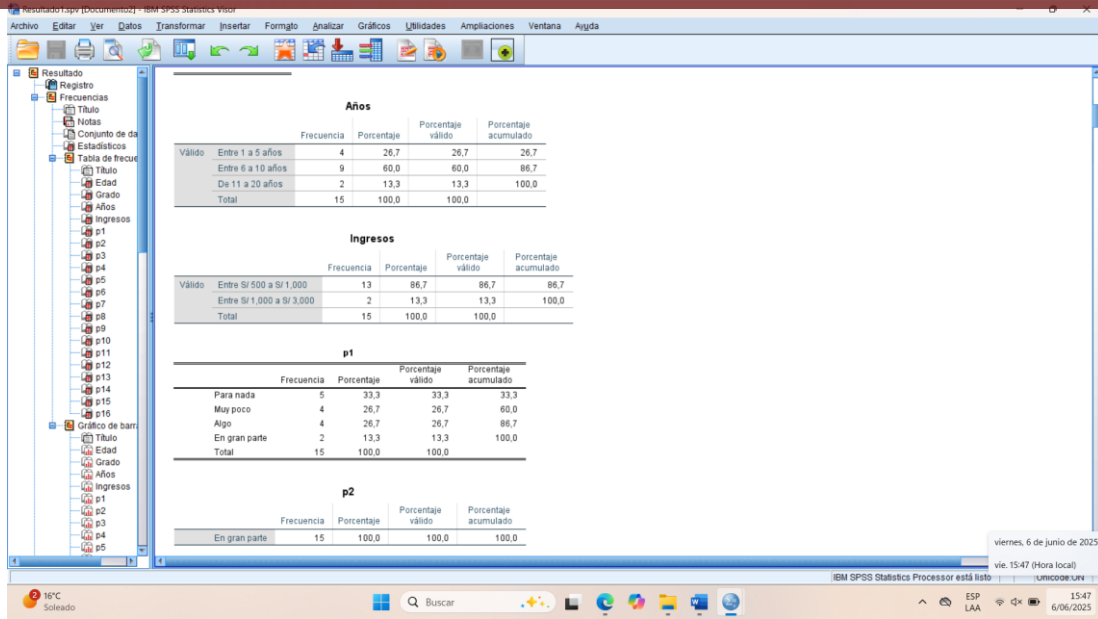 Resultado1.spv [Documento2] - IBM SPSS Statistics Visor
Archivo Editar Ver Datos Transformar Insertar Formato Analizar Gráficos Utilidades Ampliaciones Ventana Ayuda
Resultado
Registro
Frecuencias
Título
Notas
Conjunto de da
Estadísticos
Tabla de frecue
Título
Edad
Grado
Años
Ingresos
p1
p2
p3
p4
p5
p6
p7
p8
p9
p10
p11
p12
p13
p14
p15
p16
Gráfico de barr
Título
Edad
Grado
Años
Ingresos
p1
p2
p3
p4
p5
Años
Frecuencia Porcentaje Porcentaje válido Porcentaje acumulado
Válido Entre 1 a 5 años 4 26,7 26,7 26,7
Entre 6 a 10 años 9 60,0 60,0 86,7
De 11 a 20 años 2 13,3 13,3 100,0
Total 15 100,0 100,0
Ingresos
Frecuencia Porcentaje Porcentaje válido Porcentaje acumulado
Válido Entre S/ 500 a S/ 1,000 13 86,7 86,7 86,7
Entre S/ 1,000 a S/ 3,000 2 13,3 13,3 100,0
Total 15 100,0 100,0
p1
Frecuencia Porcentaje Porcentaje válido Porcentaje acumulado
Para nada 5 33,3 33,3 33,3
Muy poco 4 26,7 26,7 60,0
Algo 4 26,7 26,7 86,7
En gran parte 2 13,3 13,3 100,0
Total 15 100,0 100,0
p2
Frecuencia Porcentaje Porcentaje válido Porcentaje acumulado
En gran parte 15 100,0 100,0 100,0
viernes, 6 de junio de 2025
vie. 15:47 (Hora local)
IBM SPSS Statistics Processor está listo Unicode:ON
2
16°C
Soleado
Buscar
ESP
LAA
15:47
6/06/2025